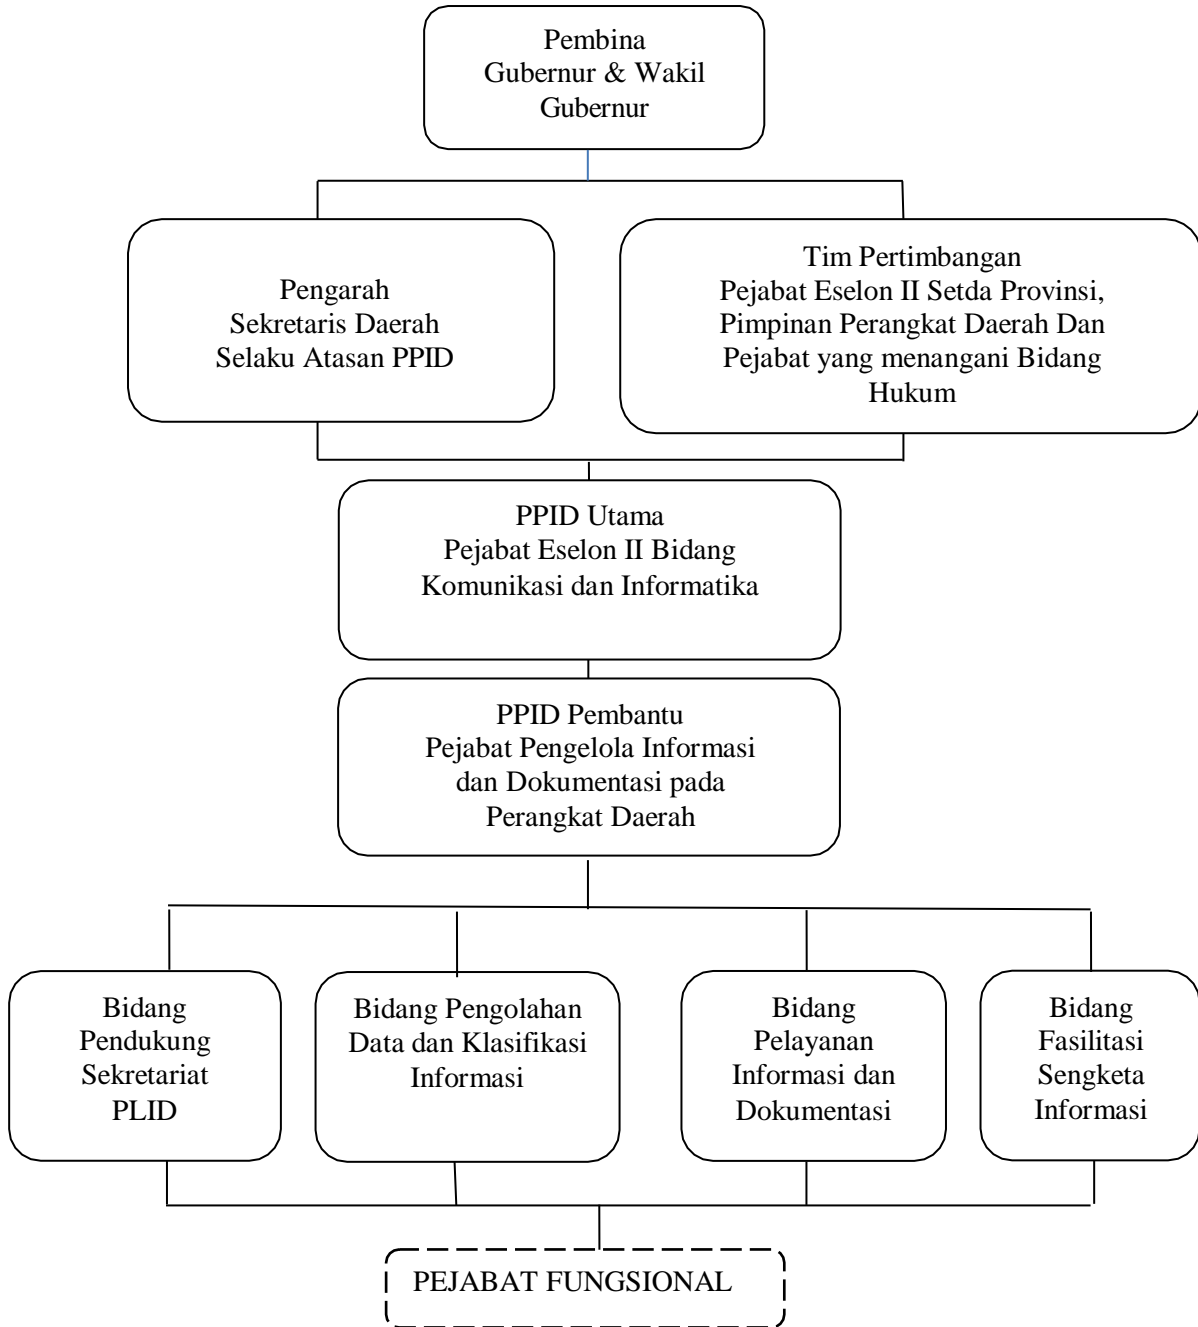 Pembina
Gubernur & Wakil
Gubernur
Pengarah
Sekretaris Daerah
Selaku Atasan PPID
Tim Pertimbangan
Pejabat Eselon II Setda Provinsi,
Pimpinan Perangkat Daerah Dan
Pejabat yang menangani Bidang
Hukum
PPID Utama
Pejabat Eselon II Bidang
Komunikasi dan Informatika
PPID Pembantu
Pejabat Pengelola Informasi
dan Dokumentasi pada
Perangkat Daerah
Bidang
Pendukung
Sekretariat
PLID
Bidang Pengolahan
Data dan Klasifikasi
Informasi
Bidang
Pelayanan
Informasi dan
Dokumentasi
Bidang
Fasilitasi
Sengketa
Informasi
PEJABAT FUNGSIONAL